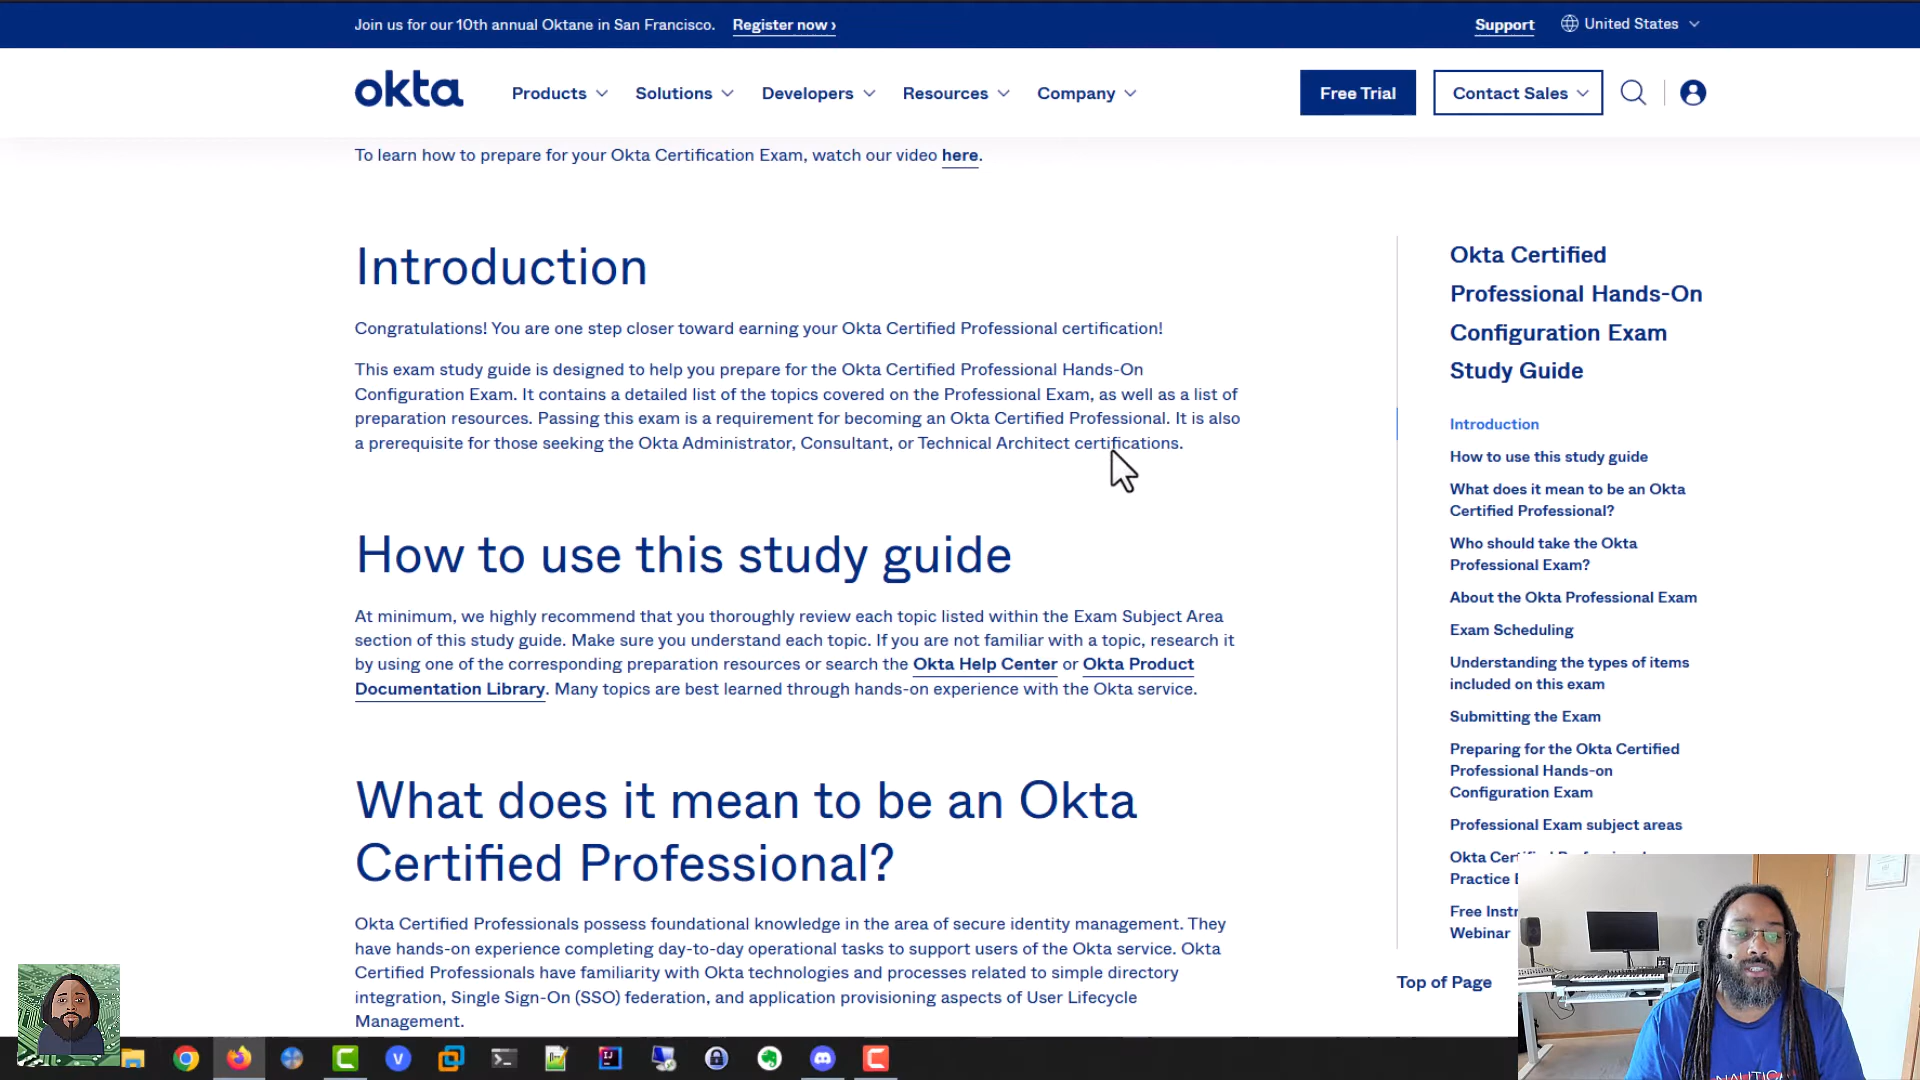 Join us for our 10th annual Oktane in San Francisco. Register now ›
Support
United States
okta
Products
Solutions
Developers
Resources
Company
Free Trial
Contact Sales
To learn how to prepare for your Okta Certification Exam, watch our video here.
Introduction
Congratulations! You are one step closer toward earning your Okta Certified Professional certification!
This exam study guide is designed to help you prepare for the Okta Certified Professional Hands-On
Configuration Exam. It contains a detailed list of the topics covered on the Professional Exam, as well as a list of
preparation resources. Passing this exam is a requirement for becoming an Okta Certified Professional. It is also
a prerequisite for those seeking the Okta Administrator, Consultant, or Technical Architect certifications.
How to use this study guide
At minimum, we highly recommend that you thoroughly review each topic listed within the Exam Subject Area
section of this study guide. Make sure you understand each topic. If you are not familiar with a topic, research it
by using one of the corresponding preparation resources or search the Okta Help Center or Okta Product
Documentation Library. Many topics are best learned through hands-on experience with the Okta service.
What does it mean to be an Okta
Certified Professional?
Okta Certified Professionals possess foundational knowledge in the area of secure identity management. They
have hands-on experience completing day-to-day operational tasks to support users of the Okta service. Okta
Certified Professionals have familiarity with Okta technologies and processes related to simple directory
integration, Single Sign-On (SSO) federation, and application provisioning aspects of User Lifecycle
Management.
Okta Certified
Professional Hands-On
Configuration Exam
Study Guide
Introduction
How to use this study guide
What does it mean to be an Okta
Certified Professional?
Who should take the Okta
Professional Exam?
About the Okta Professional Exam
Exam Scheduling
Understanding the types of items
included on this exam
Submitting the Exam
Preparing for the Okta Certified
Professional Hands-on
Configuration Exam
Professional Exam subject areas
Okta
Practice
Free
Webinar
Top of Page